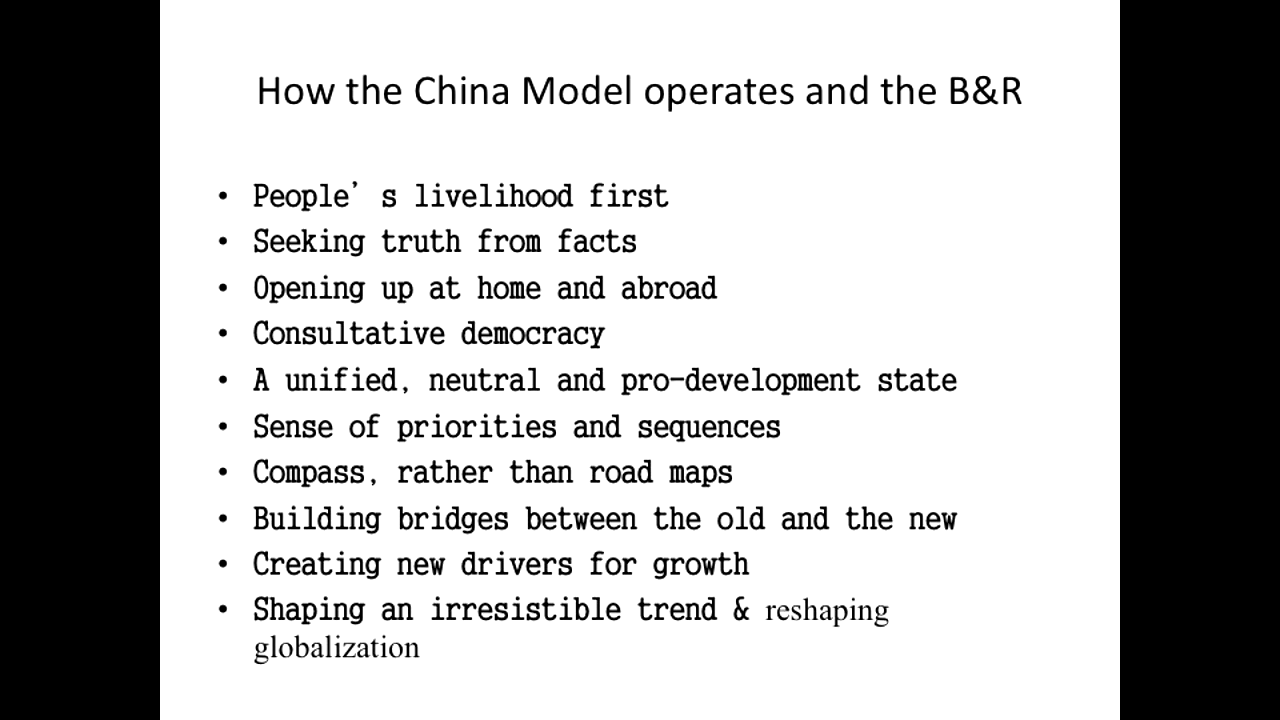 How the China Model operates and the B&R
• People’s livelihood first
• Seeking truth from facts
• Opening up at home and abroad
• Consultative democracy
• A unified, neutral and pro-development state
• Sense of priorities and sequences
• Compass, rather than road maps
• Building bridges between the old and the new
• Creating new drivers for growth
• Shaping an irresistible trend & reshaping
globalization